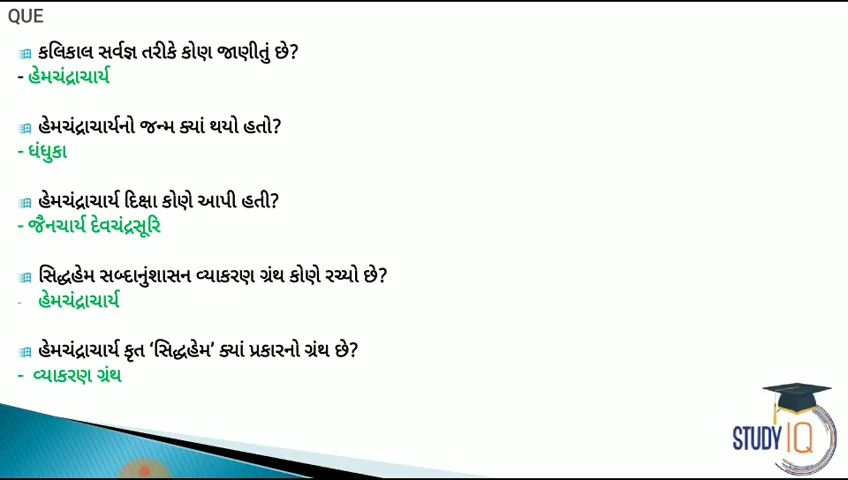 QUE
કલિકાલ સર્વજ્ઞ તરીકે કોણ જાણીતું છે?
- હેમચંદ્રાચાર્ય
હેમચંદ્રાચાર્યનો જન્મ ક્યાં થયો હતો?
- ધંધુકા
હેમચંદ્રાચાર્ય દિક્ષા કોણે આપી હતી?
- જૈનચાર્ય દેવચંદ્રસૂરિ
સિદ્ધહેમ સબ્દાનુંશાસન વ્યાકરણ ગ્રંથ કોણે રચ્યો છે?
- હેમચંદ્રાચાર્ય
હેમચંદ્રાચાર્ય કૃત ‘સિદ્ધહેમ’ ક્યાં પ્રકારનો ગ્રંથ છે?
- વ્યાકરણ ગ્રંથ
STUDY IQ